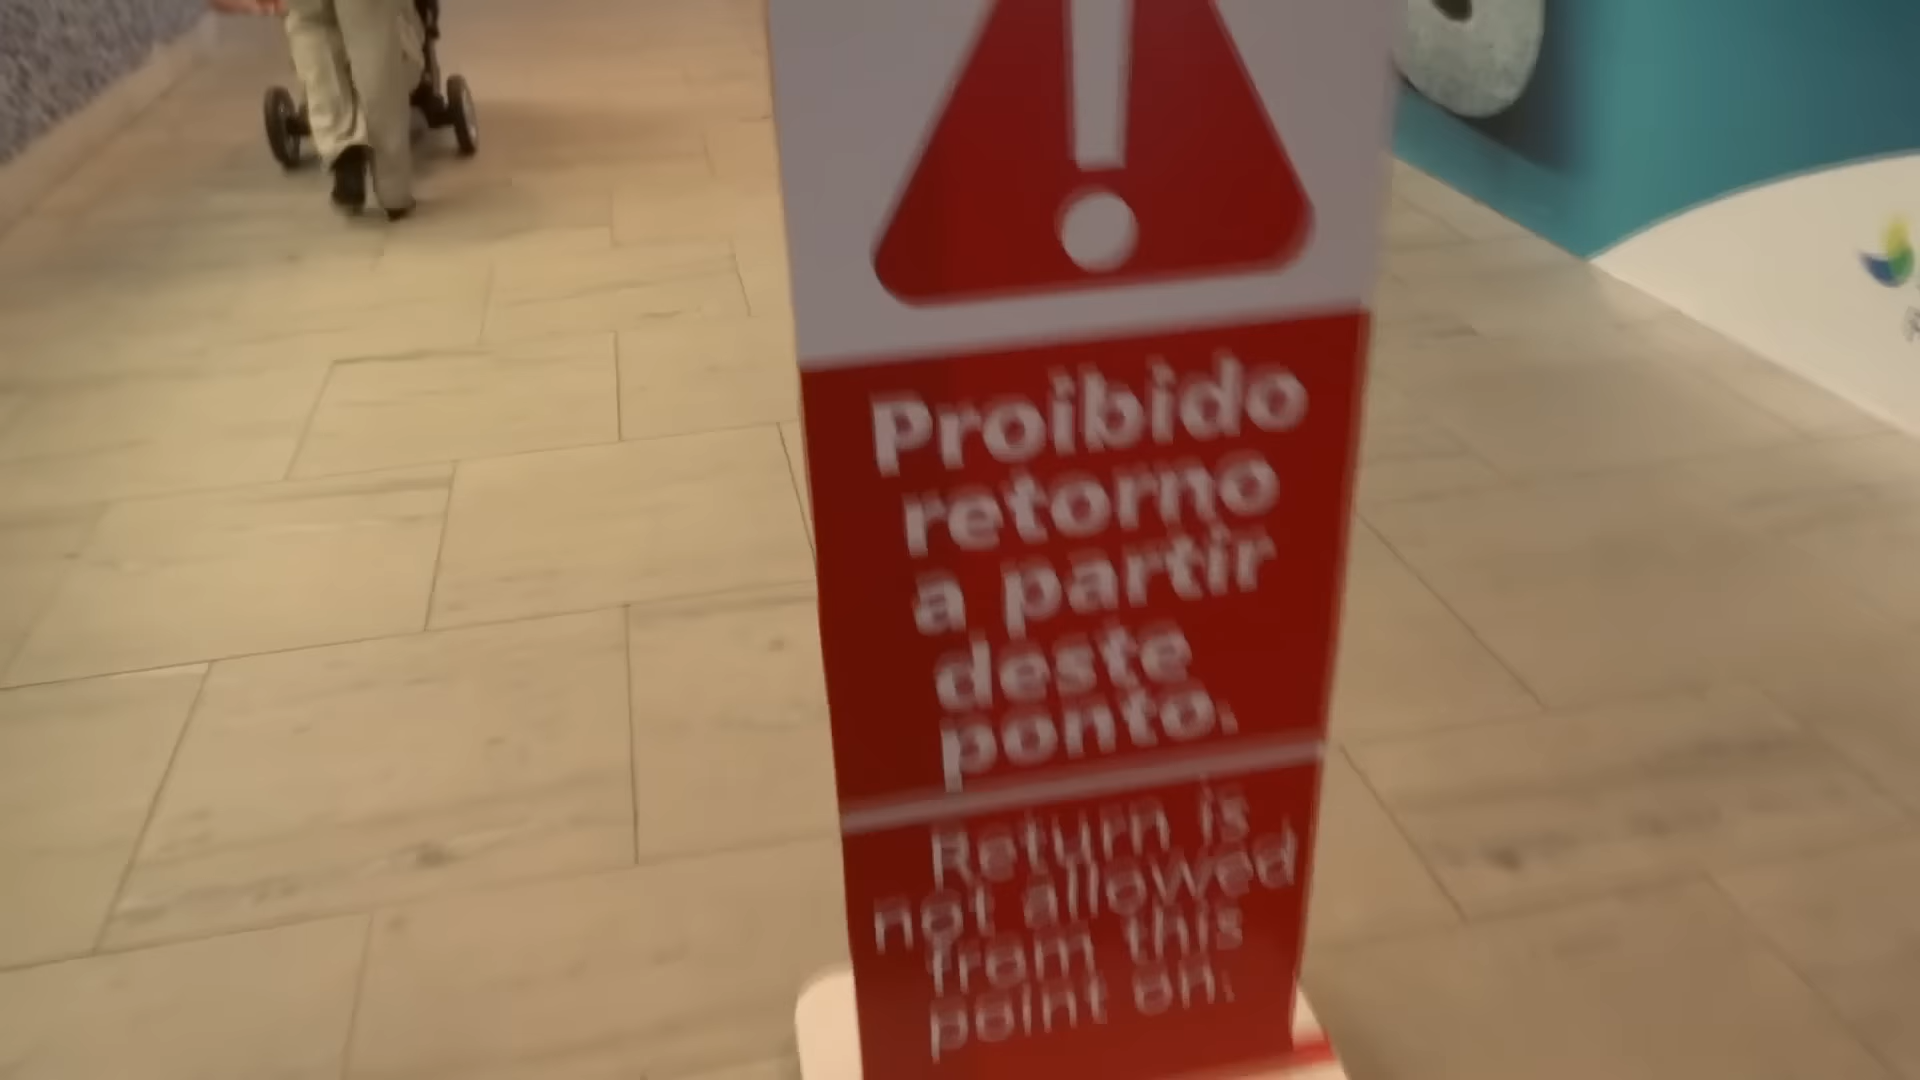 Proibido
retorno
a partir
deste
ponto.
Return is
not allowed
from this
point on.